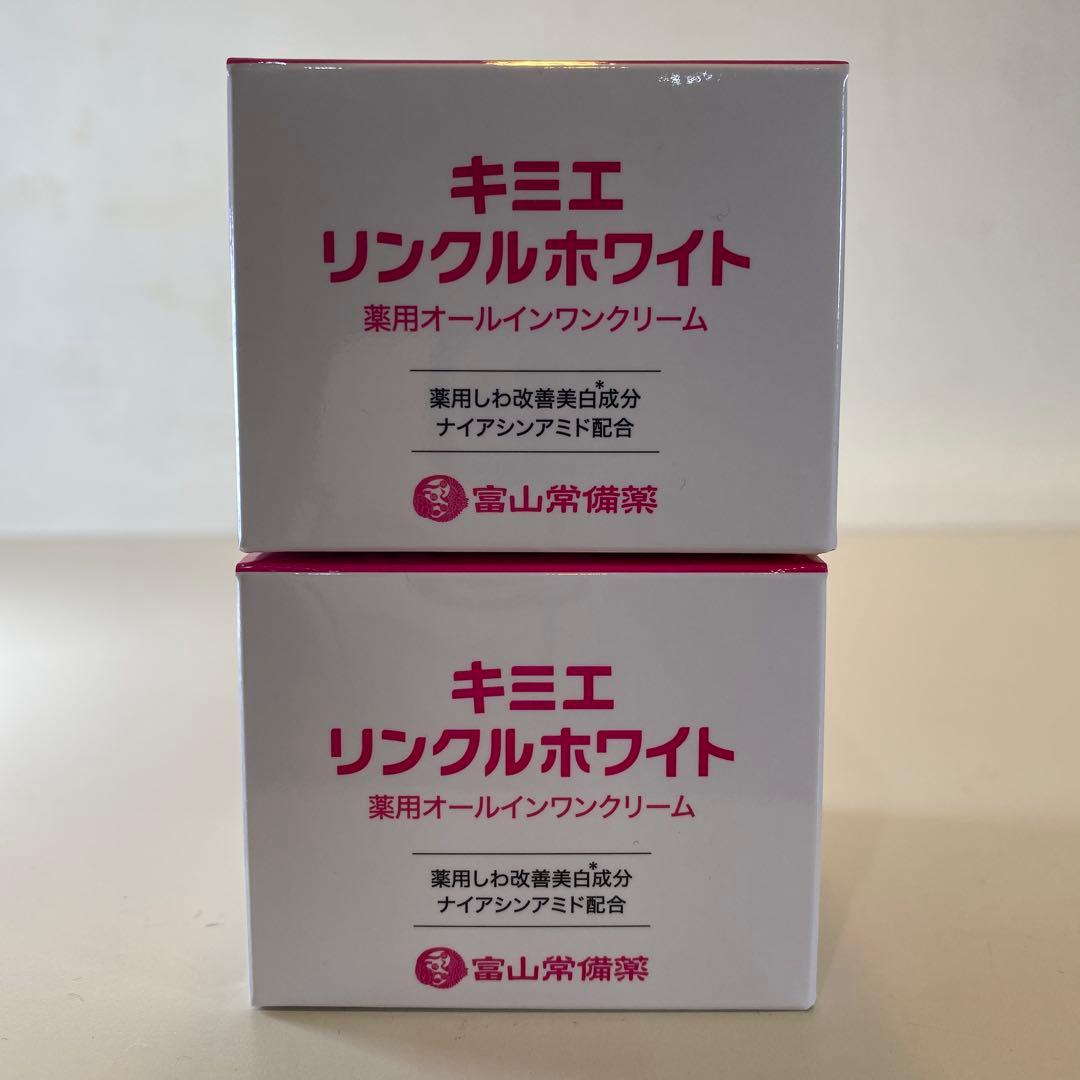 キミエ
リンクルホワイト
薬用オールインワンクリーム
薬用しわ改善美白*成分
ナイアシンアミド配合
富山常備薬
キミエ
リンクルホワイト
薬用オールインワンクリーム
薬用しわ改善美白*成分
ナイアシンアミド配合
富山常備薬